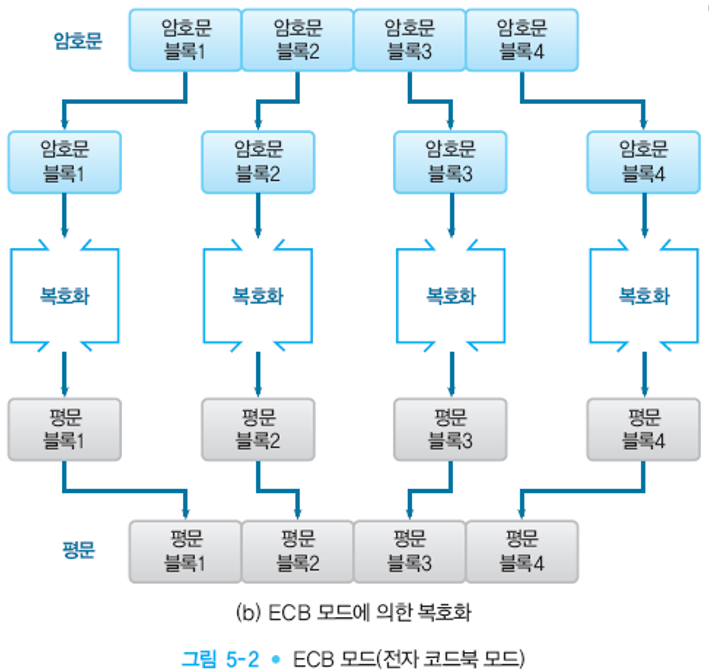 암호문
암호문 블록1
암호문 블록2
암호문 블록3
암호문 블록4
암호문 블록1
암호문 블록2
암호문 블록3
암호문 블록4
복호화
복호화
복호화
복호화
평문 블록1
평문 블록2
평문 블록3
평문 블록4
평문
평문 블록1
평문 블록2
평문 블록3
평문 블록4
(b) ECB 모드에 의한 복호화
그림 5-2 • ECB 모드(전자 코드북 모드)